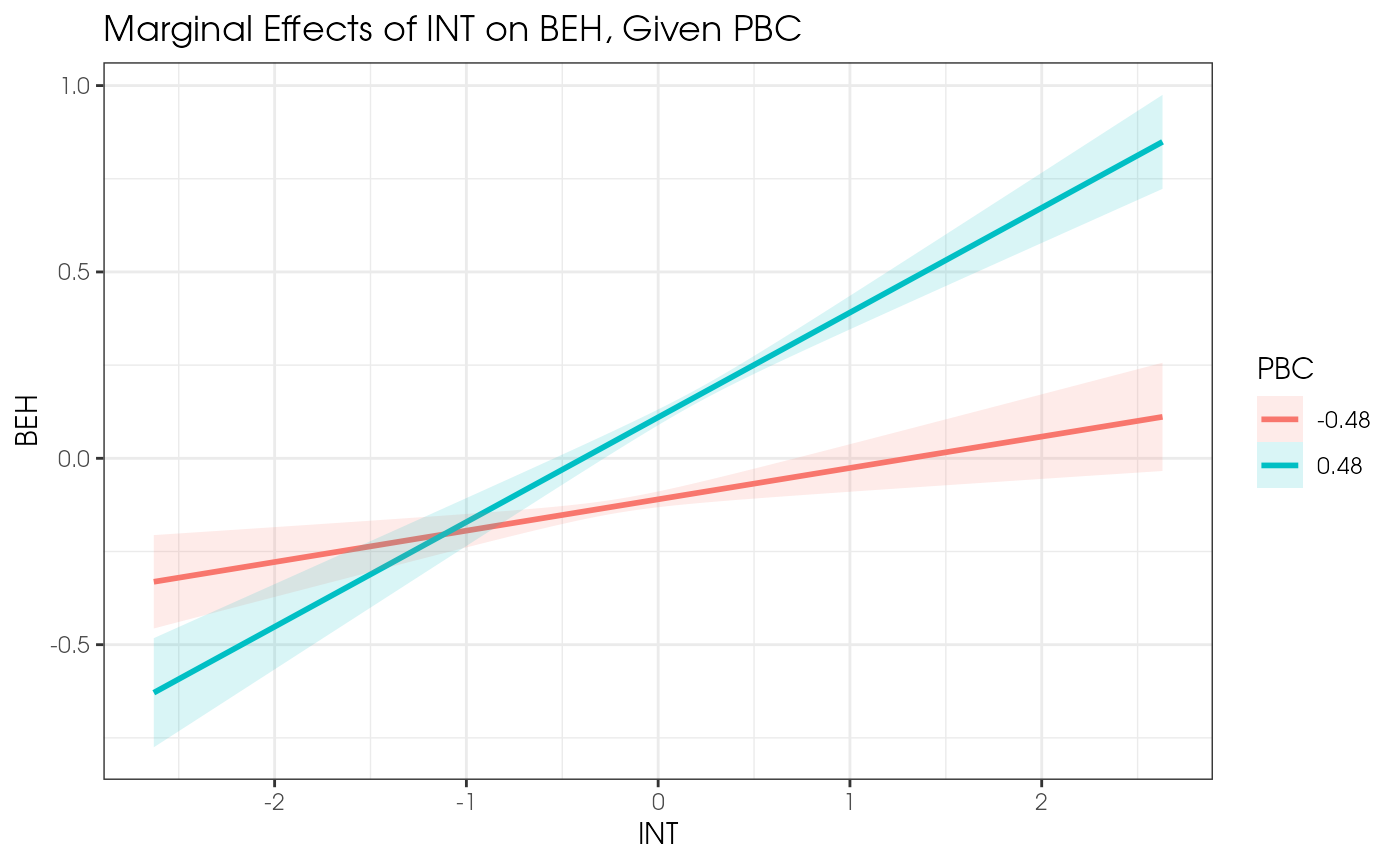 Marginal Effects of INT on BEH, Given PBC
1.0
0.5
0.0
-0.5
BEH
-2
-1
0
1
2
INT
PBC
-0.48
0.48